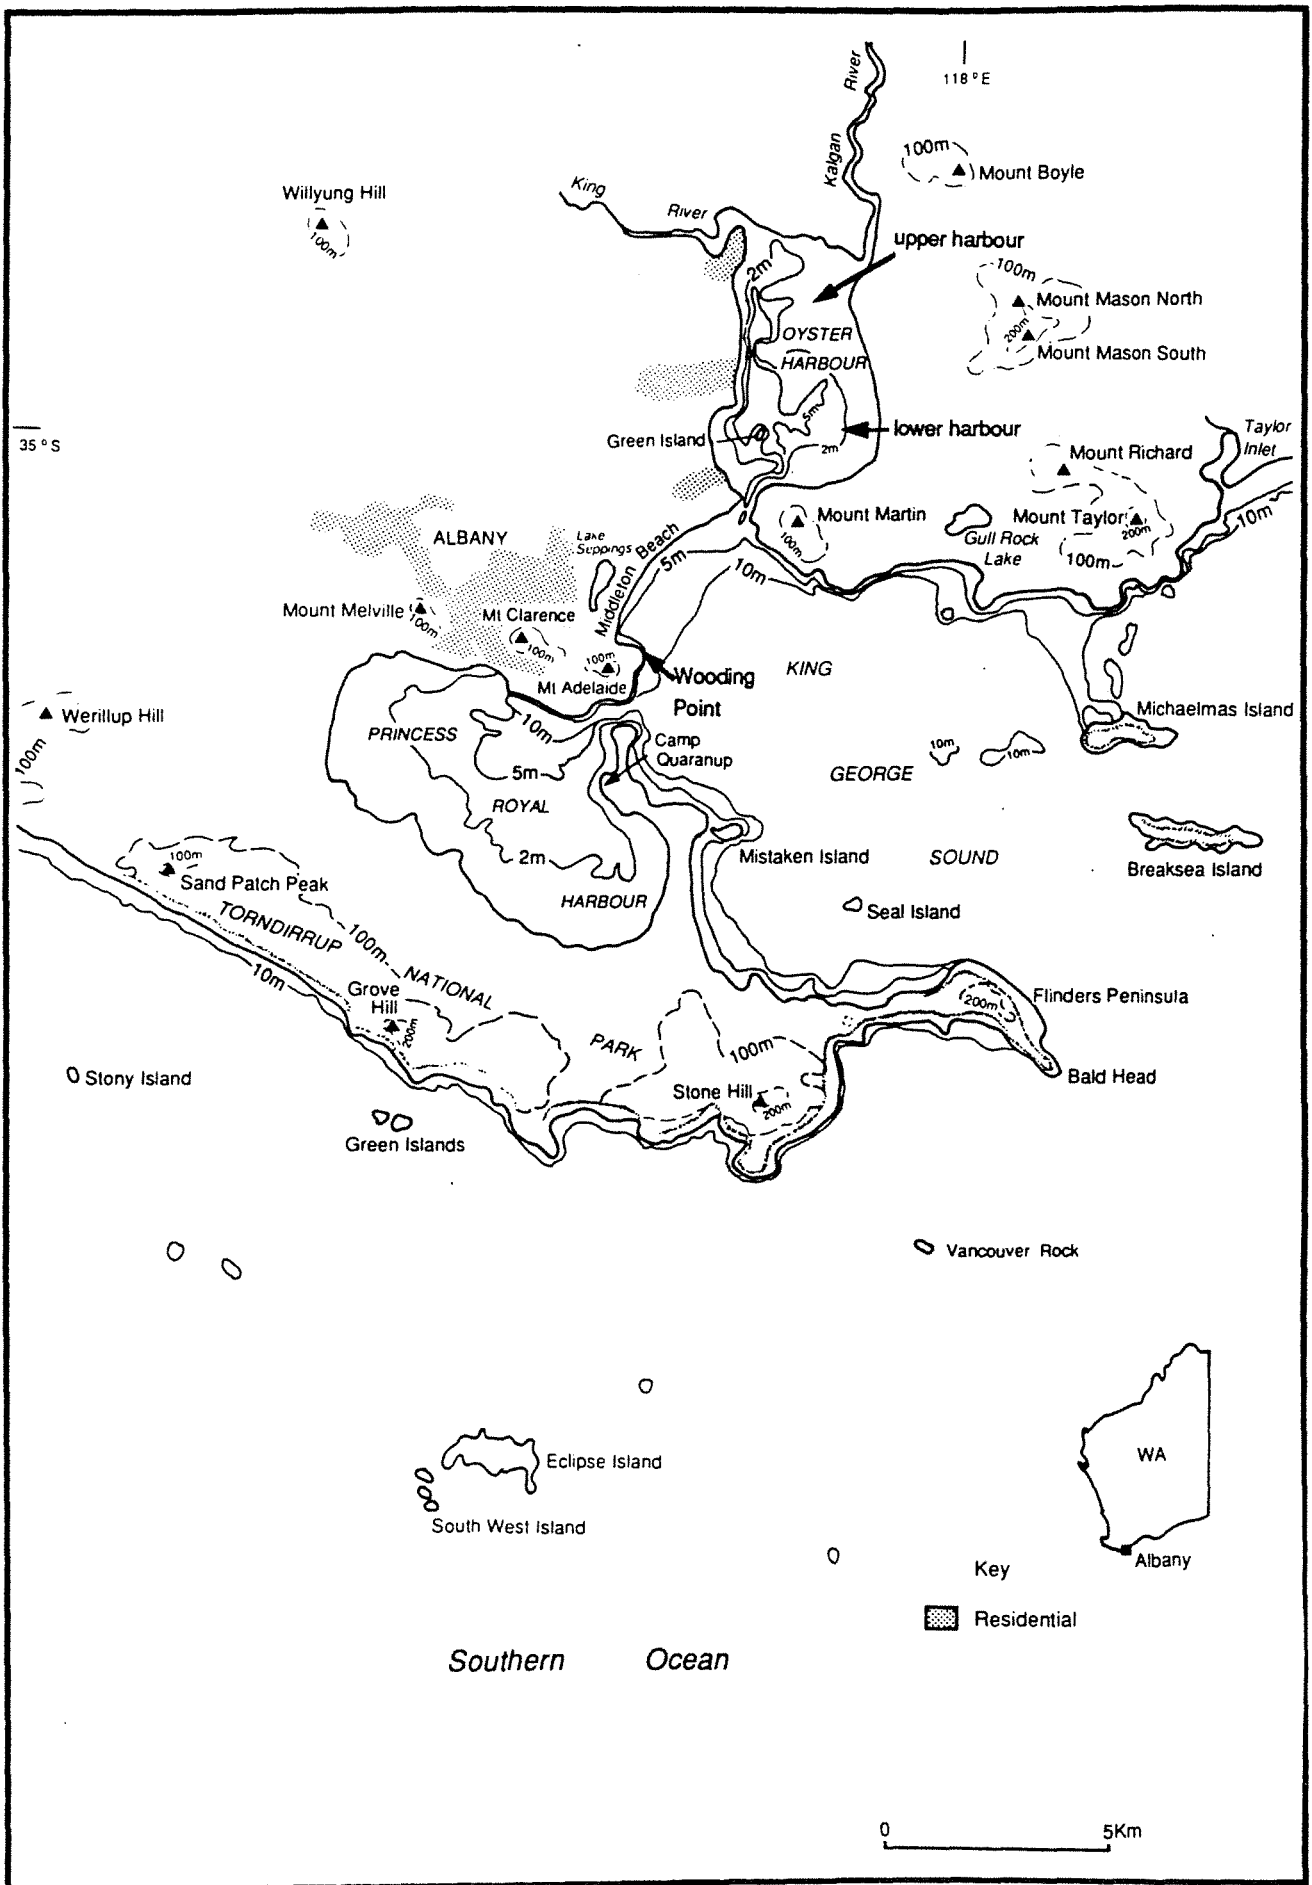 118°E
River
Kalgan
100m
Mount Boyle
Willyung Hill
100m
King
River
upper harbour
2m
100m
Mount Mason North
200m
Mount Mason South
OYSTER
HARBOUR
5m
35°S
Green Island
lower harbour
2m
Taylor
Inlet
Mount Richard
Mount Martin
100m
Mount Taylor
200m
10m
Gull Rock
Lake
100m
ALBANY
Lake
Seppings
Middleton Beach
5m
10m
Mount Melville
100m
Mt Clarence
100m
100m
Mt Adelaide
Wooding
Point
KING
Werillup Hill
100m
PRINCESS
10m
Camp
Quaranup
Michaelmas Island
10m
10m
5m
GEORGE
ROYAL
2m
Mistaken Island
SOUND
Breaksea Island
100m
Sand Patch Peak
HARBOUR
Seal Island
TORNDIRRUP
100m
10m
NATIONAL
Grove
Hill
200m
200m
Flinders Peninsula
PARK
100m
Stony Island
Stone Hill
200m
Bald Head
Green Islands
Vancouver Rock
Eclipse Island
WA
South West Island
Albany
Key
Residential
Southern Ocean
0 5Km